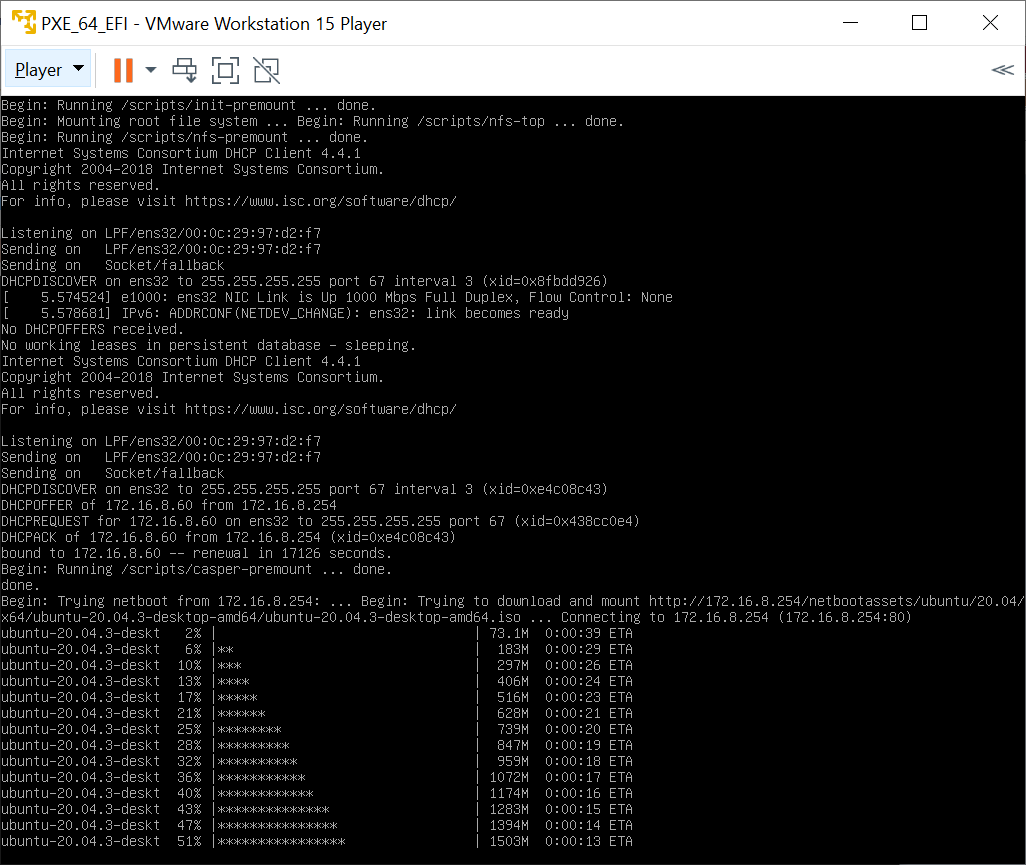 PXE_64_EFI - VMware Workstation 15 Player
Player
Begin: Running /scripts/init-premount ... done.
Begin: Mounting root file system ... Begin: Running /scripts/nfs-top ... done.
Begin: Running /scripts/nfs-premount ... done.
Internet Systems Consortium DHCP Client 4.4.1
Copyright 2004-2018 Internet Systems Consortium.
All rights reserved.
For info, please visit https://www.isc.org/software/dhcp/
Listening on LPF/ens32/00:0c:29:97:d2:f7
Sending on   LPF/ens32/00:0c:29:97:d2:f7
Sending on   Socket/fallback
DHCPDISCOVER on ens32 to 255.255.255.255 port 67 interval 3 (xid=0x8fbdd926)
[    5.574524] e1000: ens32 NIC Link is Up 1000 Mbps Full Duplex, Flow Control: None
[    5.578681] IPv6: ADDRCONF(NETDEV_CHANGE): ens32: link becomes ready
No DHCPOFFERS received.
No working leases in persistent database - sleeping.
Internet Systems Consortium DHCP Client 4.4.1
Copyright 2004-2018 Internet Systems Consortium.
All rights reserved.
For info, please visit https://www.isc.org/software/dhcp/
Listening on LPF/ens32/00:0c:29:97:d2:f7
Sending on   LPF/ens32/00:0c:29:97:d2:f7
Sending on   Socket/fallback
DHCPDISCOVER on ens32 to 255.255.255.255 port 67 interval 3 (xid=0xe4c08c43)
DHCPOFFER of 172.16.8.60 from 172.16.8.254
DHCPREQUEST for 172.16.8.60 on ens32 to 255.255.255.255 port 67 (xid=0x438cc0e4)
DHCPACK of 172.16.8.60 from 172.16.8.254 (xid=0xe4c08c43)
bound to 172.16.8.60 -- renewal in 17126 seconds.
Begin: Running /scripts/casper-premount ... done.
done.
Begin: Trying netboot from 172.16.8.254: ... Begin: Trying to download and mount http://172.16.8.254/netbootassets/ubuntu/20.04/
x64/ubuntu-20.04.3-desktop-amd64/ubuntu-20.04.3-desktop-amd64.iso ... Connecting to 172.16.8.254 (172.16.8.254:80)
ubuntu-20.04.3-deskt   2% |                                | 73.1M  0:00:39 ETA
ubuntu-20.04.3-deskt   6% |**                              |  183M  0:00:29 ETA
ubuntu-20.04.3-deskt  10% |***                             |  297M  0:00:26 ETA
ubuntu-20.04.3-deskt  13% |****                            |  406M  0:00:24 ETA
ubuntu-20.04.3-deskt  17% |*****                           |  516M  0:00:23 ETA
ubuntu-20.04.3-deskt  21% |******                          |  628M  0:00:21 ETA
ubuntu-20.04.3-deskt  25% |********                        |  739M  0:00:20 ETA
ubuntu-20.04.3-deskt  28% |*********                       |  847M  0:00:19 ETA
ubuntu-20.04.3-deskt  32% |**********                      |  959M  0:00:18 ETA
ubuntu-20.04.3-deskt  36% |***********                     | 1072M  0:00:17 ETA
ubuntu-20.04.3-deskt  40% |************                    | 1174M  0:00:16 ETA
ubuntu-20.04.3-deskt  43% |**************                  | 1283M  0:00:15 ETA
ubuntu-20.04.3-deskt  47% |***************                 | 1394M  0:00:14 ETA
ubuntu-20.04.3-deskt  51% |****************                | 1503M  0:00:13 ETA